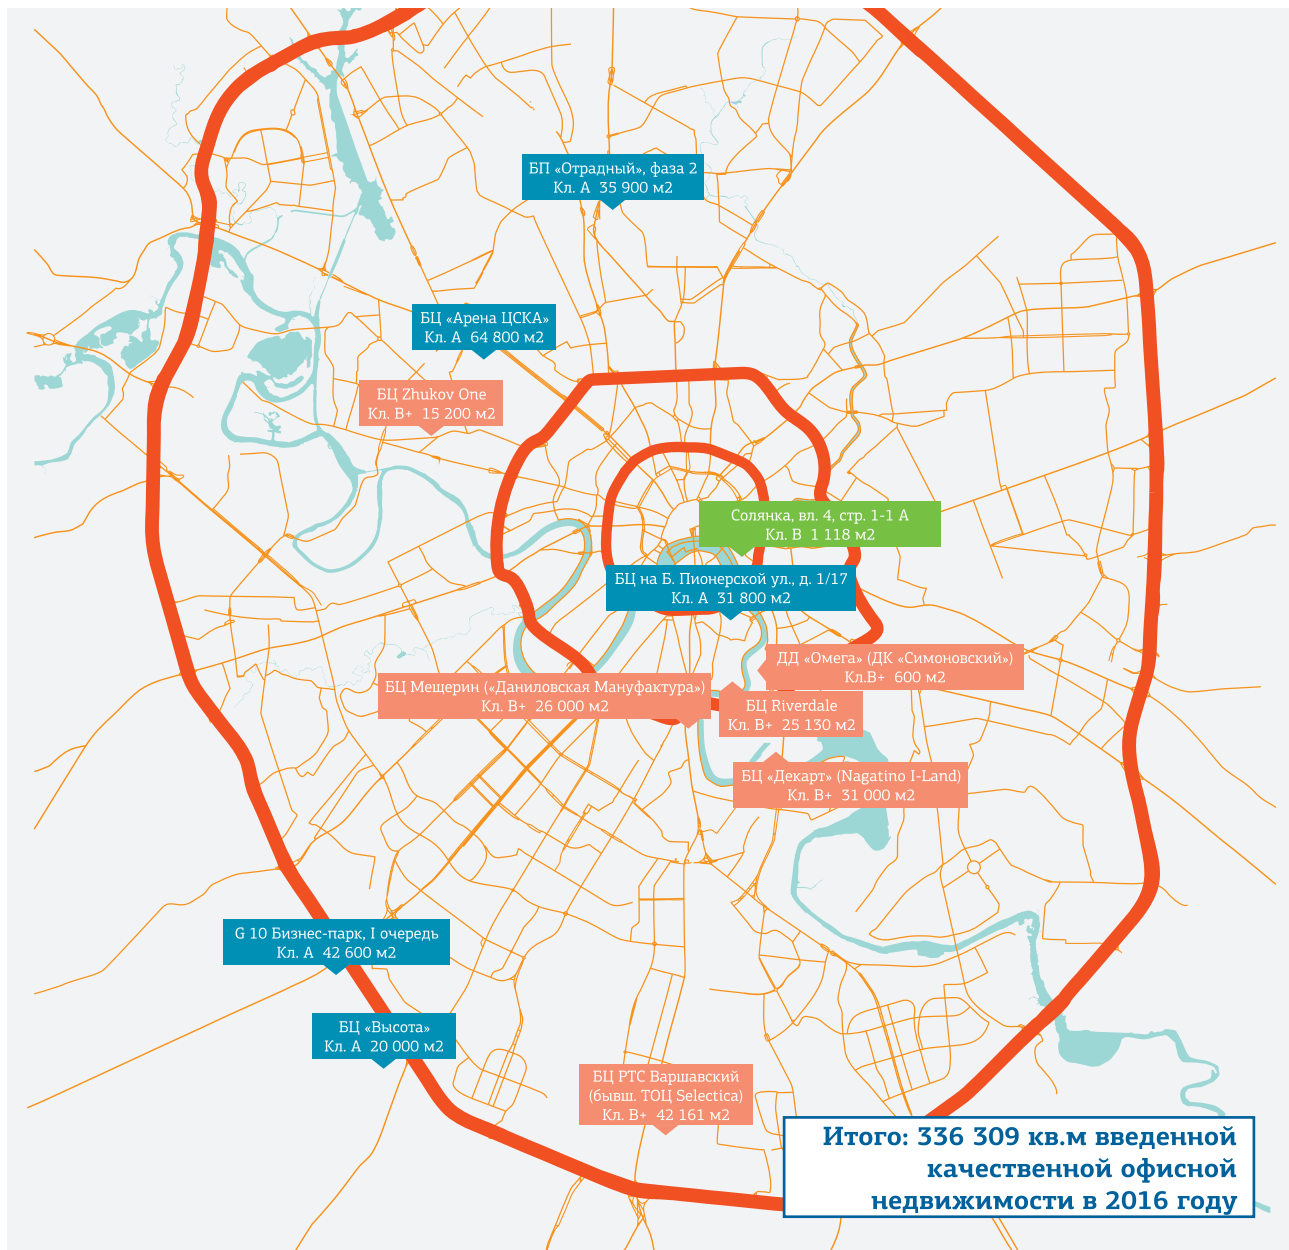 БП «Отрадный», фаза 2
Кл. А 35 900 м2
БЦ «Арена ЦСКА»
Кл. А 64 800 м2
БЦ Zhukov One
Кл. В+ 15 200 м2
Солянка, вл. 4, стр. 1-1 А
Кл. В 1 118 м2
БЦ на Б. Пионерской ул., д. 1/17
Кл. А 31 800 м2
ДД «Омега» (ДК «Симоновский»)
Кл.В+ 600 м2
БЦ Мещерин («Даниловская Мануфактура»)
Кл. В+ 26 000 м2
БЦ Riverdale
Кл. В+ 25 130 м2
БЦ «Декарт» (Nagatino I-Land)
Кл. В+ 31 000 м2
G 10 Бизнес-парк, I очередь
Кл. А 42 600 м2
БЦ «Высота»
Кл. А 20 000 м2
БЦ РТС Варшавский
(бывш. ТОЦ Selectica)
Кл. В+ 42 161 м2
Итого: 336 309 кв.м введенной
качественной офисной
недвижимости в 2016 году